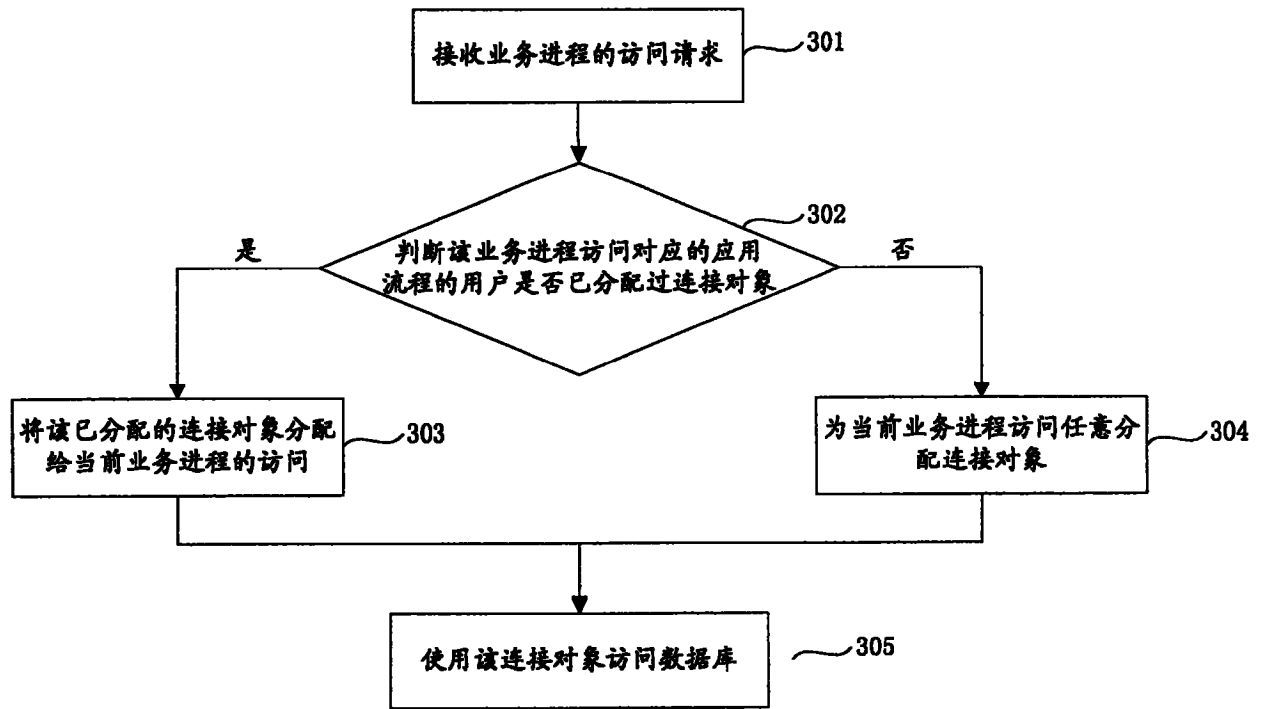 接收业务进程的访问请求
301
302
判断该业务进程访问对应的应用
流程的用户是否已分配过连接对象
是
否
将该已分配的连接对象分配
给当前业务进程的访问
303
为当前业务进程访问任意分
配连接对象
304
使用该连接对象访问数据库
305